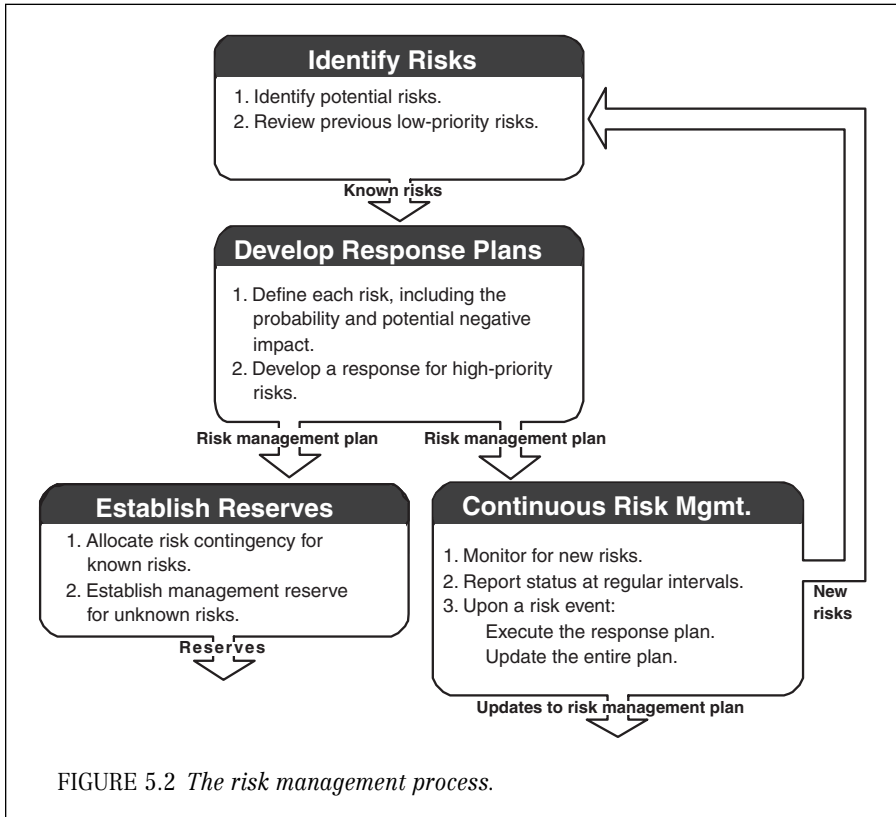 Identify Risks
1. Identify potential risks.
2. Review previous low-priority risks.
Known risks
Develop Response Plans
1. Define each risk, including the
probability and potential negative
impact.
2. Develop a response for high-priority
risks.
Risk management plan
Risk management plan
Establish Reserves
1. Allocate risk contingency for
known risks.
2. Establish management reserve
for unknown risks.
Reserves
Continuous Risk Mgmt.
1. Monitor for new risks.
2. Report status at regular intervals.
3. Upon a risk event:
Execute the response plan.
Update the entire plan.
New
risks
Updates to risk management plan
FIGURE 5.2 The risk management process.